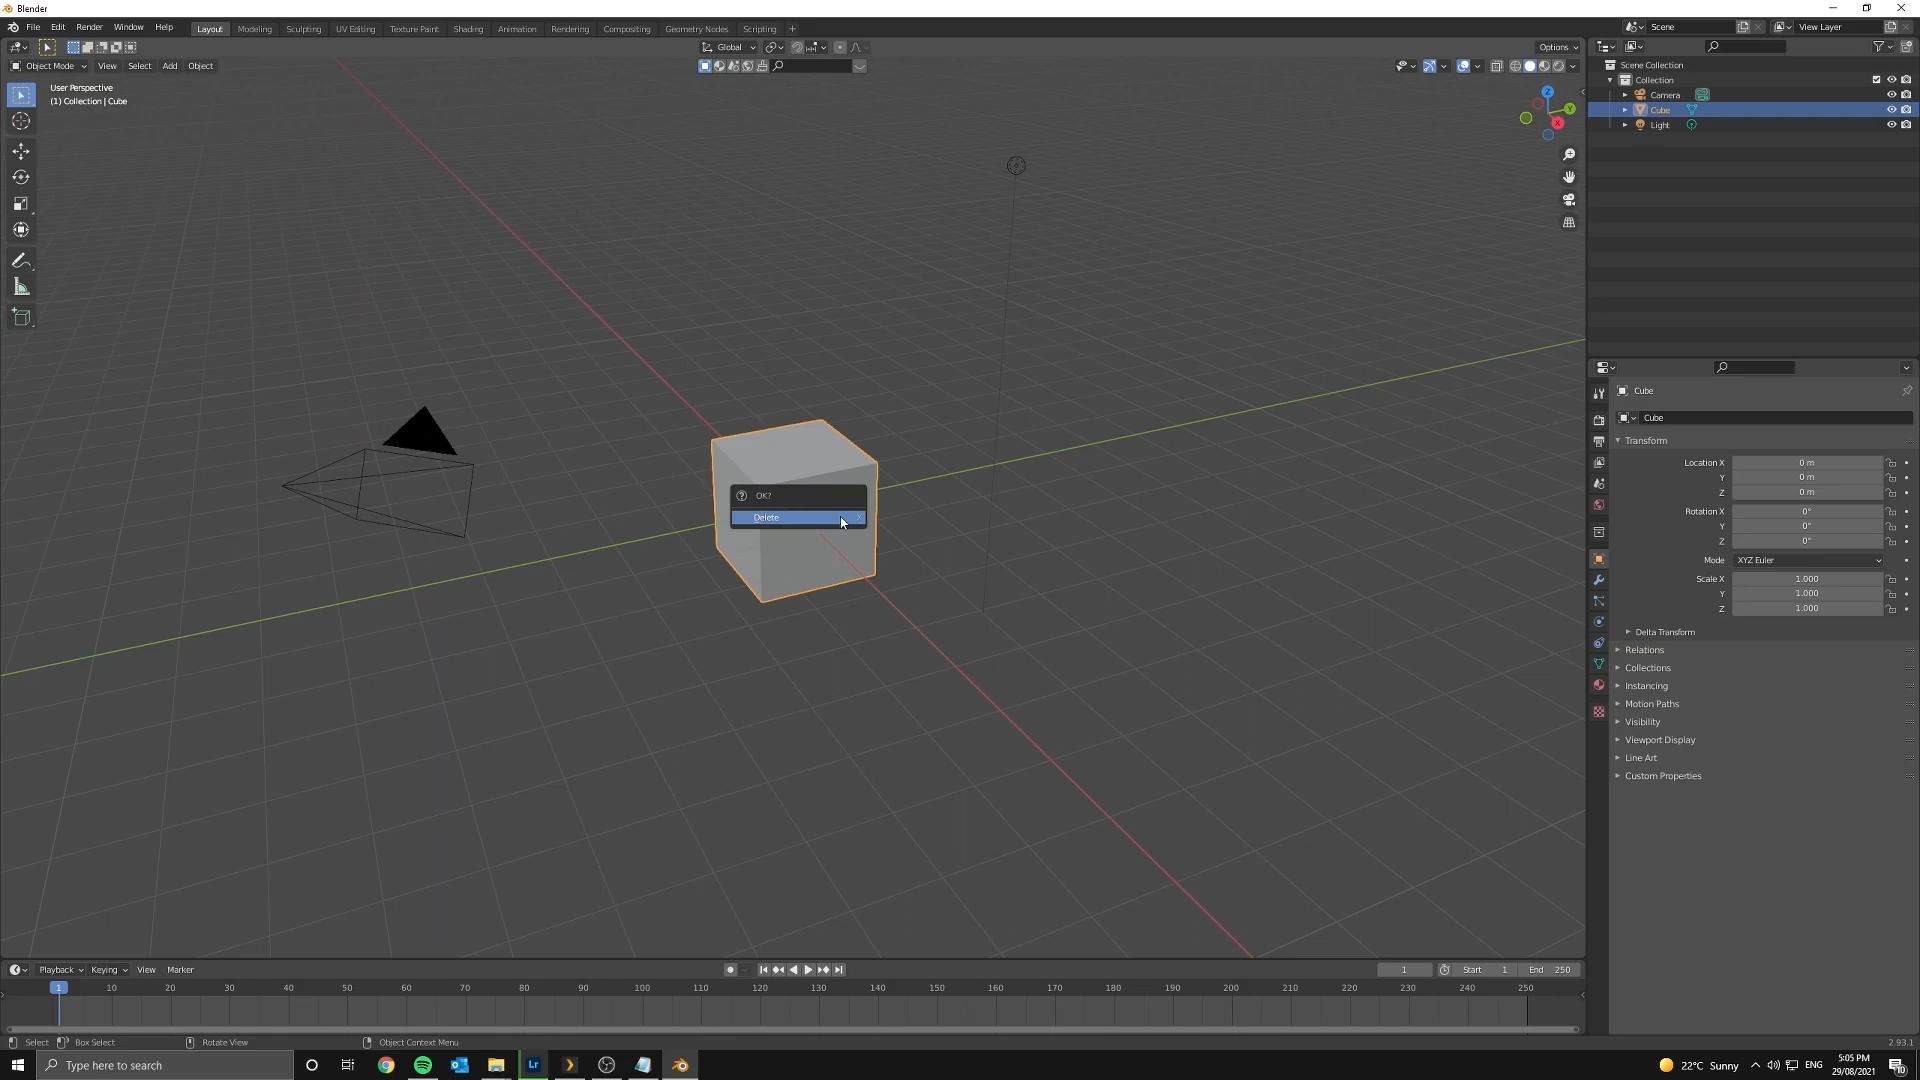 Blender
File Edit Render Window Help
Layout Modeling Sculpting UV Editing Texture Paint Shading Animation Rendering Compositing Geometry Nodes Scripting +
Scene
View Layer
Global
Options
Object Mode View Select Add Object
User Perspective
(1) Collection | Cube
Z
Y
X
Scene Collection
Collection
Camera
Cube
Light
OK?
Delete X
Cube
Cube
Transform
Location X 0 m
Y 0 m
Z 0 m
Rotation X 0°
Y 0°
Z 0°
Mode XYZ Euler
Scale X 1.000
Y 1.000
Z 1.000
Delta Transform
Relations
Collections
Instancing
Motion Paths
Visibility
Viewport Display
Line Art
Custom Properties
Playback Keying View Marker
1 Start 1 End 250
1 10 20 30 40 50 60 70 80 90 100 110 120 130 140 150 160 170 180 190 200 210 220 230 240 250
Select Box Select Rotate View Object Context Menu
2.93.1
Type here to search
Lr
22°C Sunny
ENG
5:05 PM
29/08/2021
10